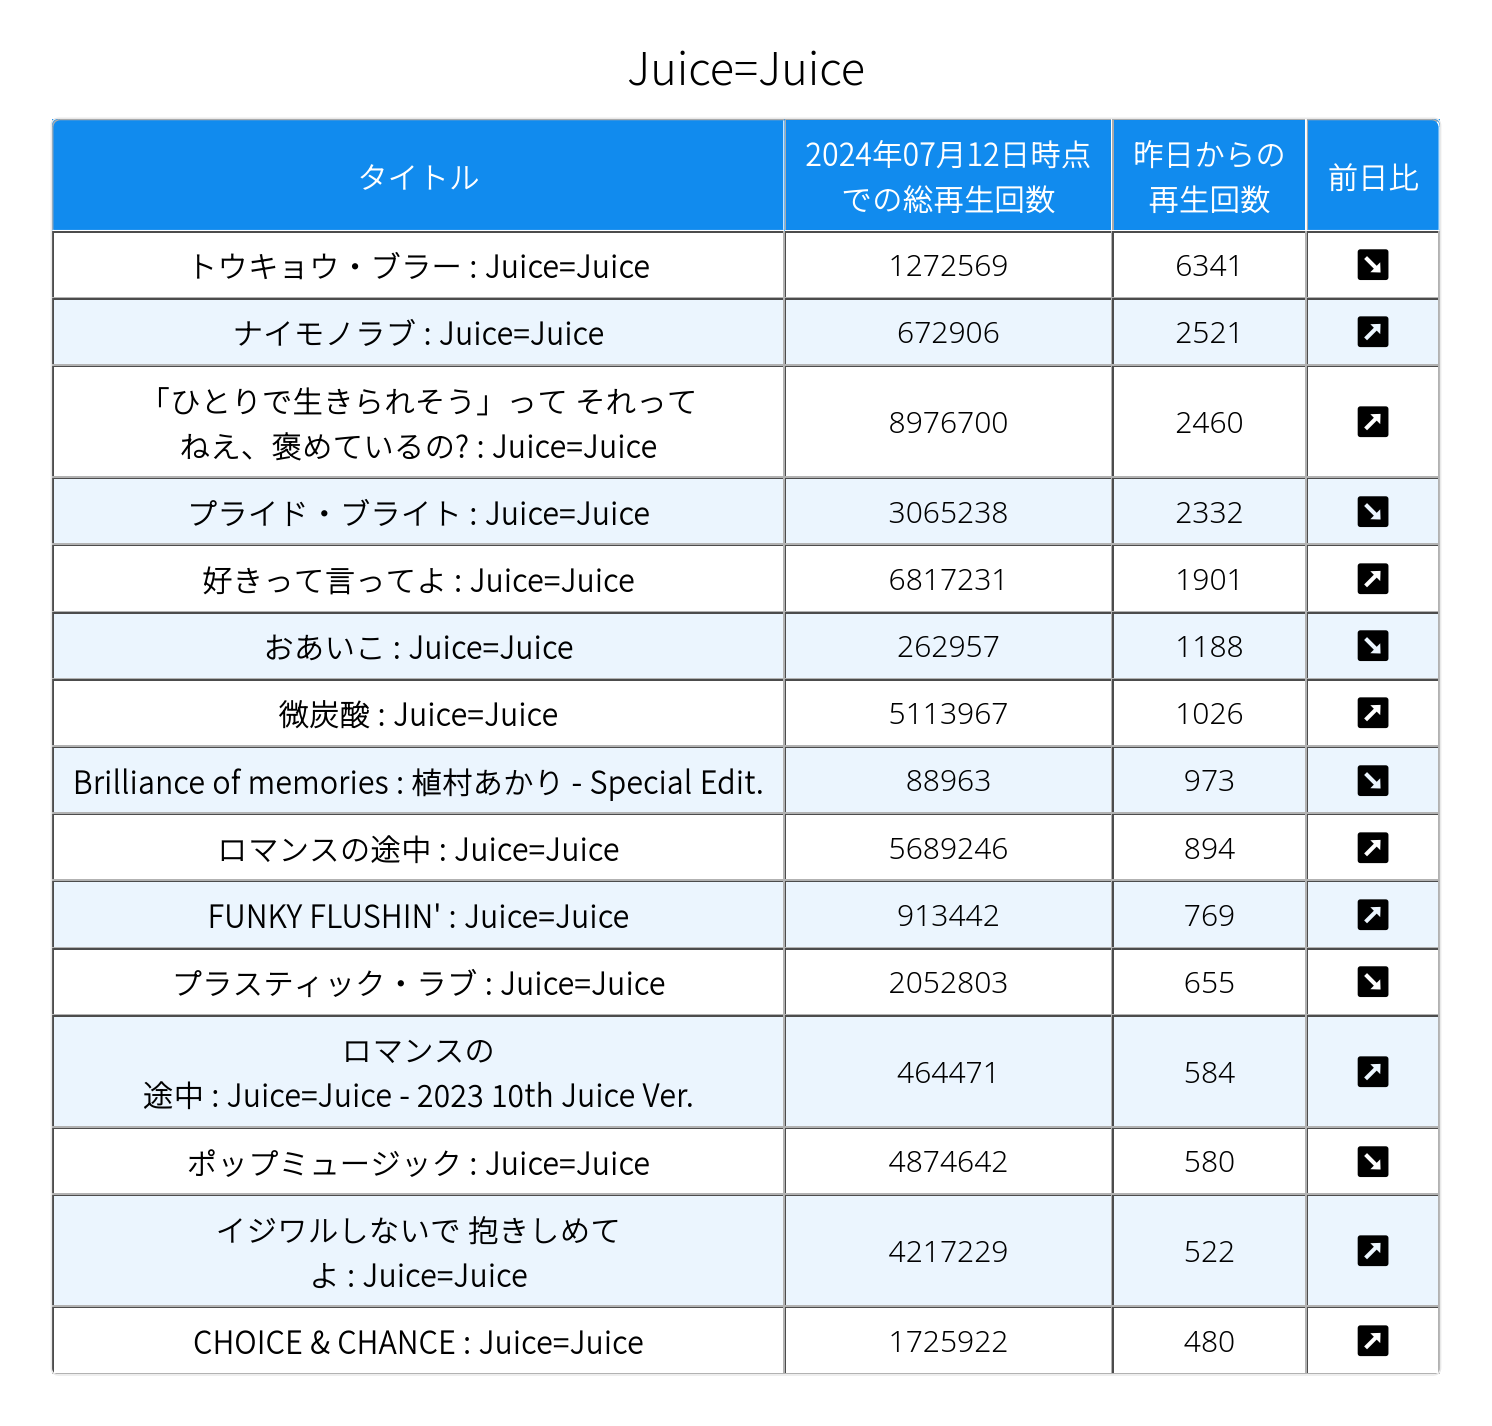 Juice=Juice
タイトル
2024年07月12日時点
での総再生回数
昨日からの
再生回数
前日比
トウキョウ・ブラー : Juice=Juice 1272569 6341 ↘
ナイモノラブ : Juice=Juice 672906 2521 ↗
「ひとりで生きられそう」って それって
ねえ、褒めているの? : Juice=Juice
8976700 2460 ↗
プライド・ブライト : Juice=Juice 3065238 2332 ↘
好きって言ってよ : Juice=Juice 6817231 1901 ↗
おあいこ : Juice=Juice 262957 1188 ↘
微炭酸 : Juice=Juice 5113967 1026 ↗
Brilliance of memories : 植村あかり - Special Edit. 88963 973 ↘
ロマンスの途中 : Juice=Juice 5689246 894 ↗
FUNKY FLUSHIN' : Juice=Juice 913442 769 ↗
プラスティック・ラブ : Juice=Juice 2052803 655 ↘
ロマンスの
途中 : Juice=Juice - 2023 10th Juice Ver.
464471 584 ↗
ポップミュージック : Juice=Juice 4874642 580 ↘
イジワルしないで 抱きしめて
よ : Juice=Juice
4217229 522 ↗
CHOICE & CHANCE : Juice=Juice 1725922 480 ↗